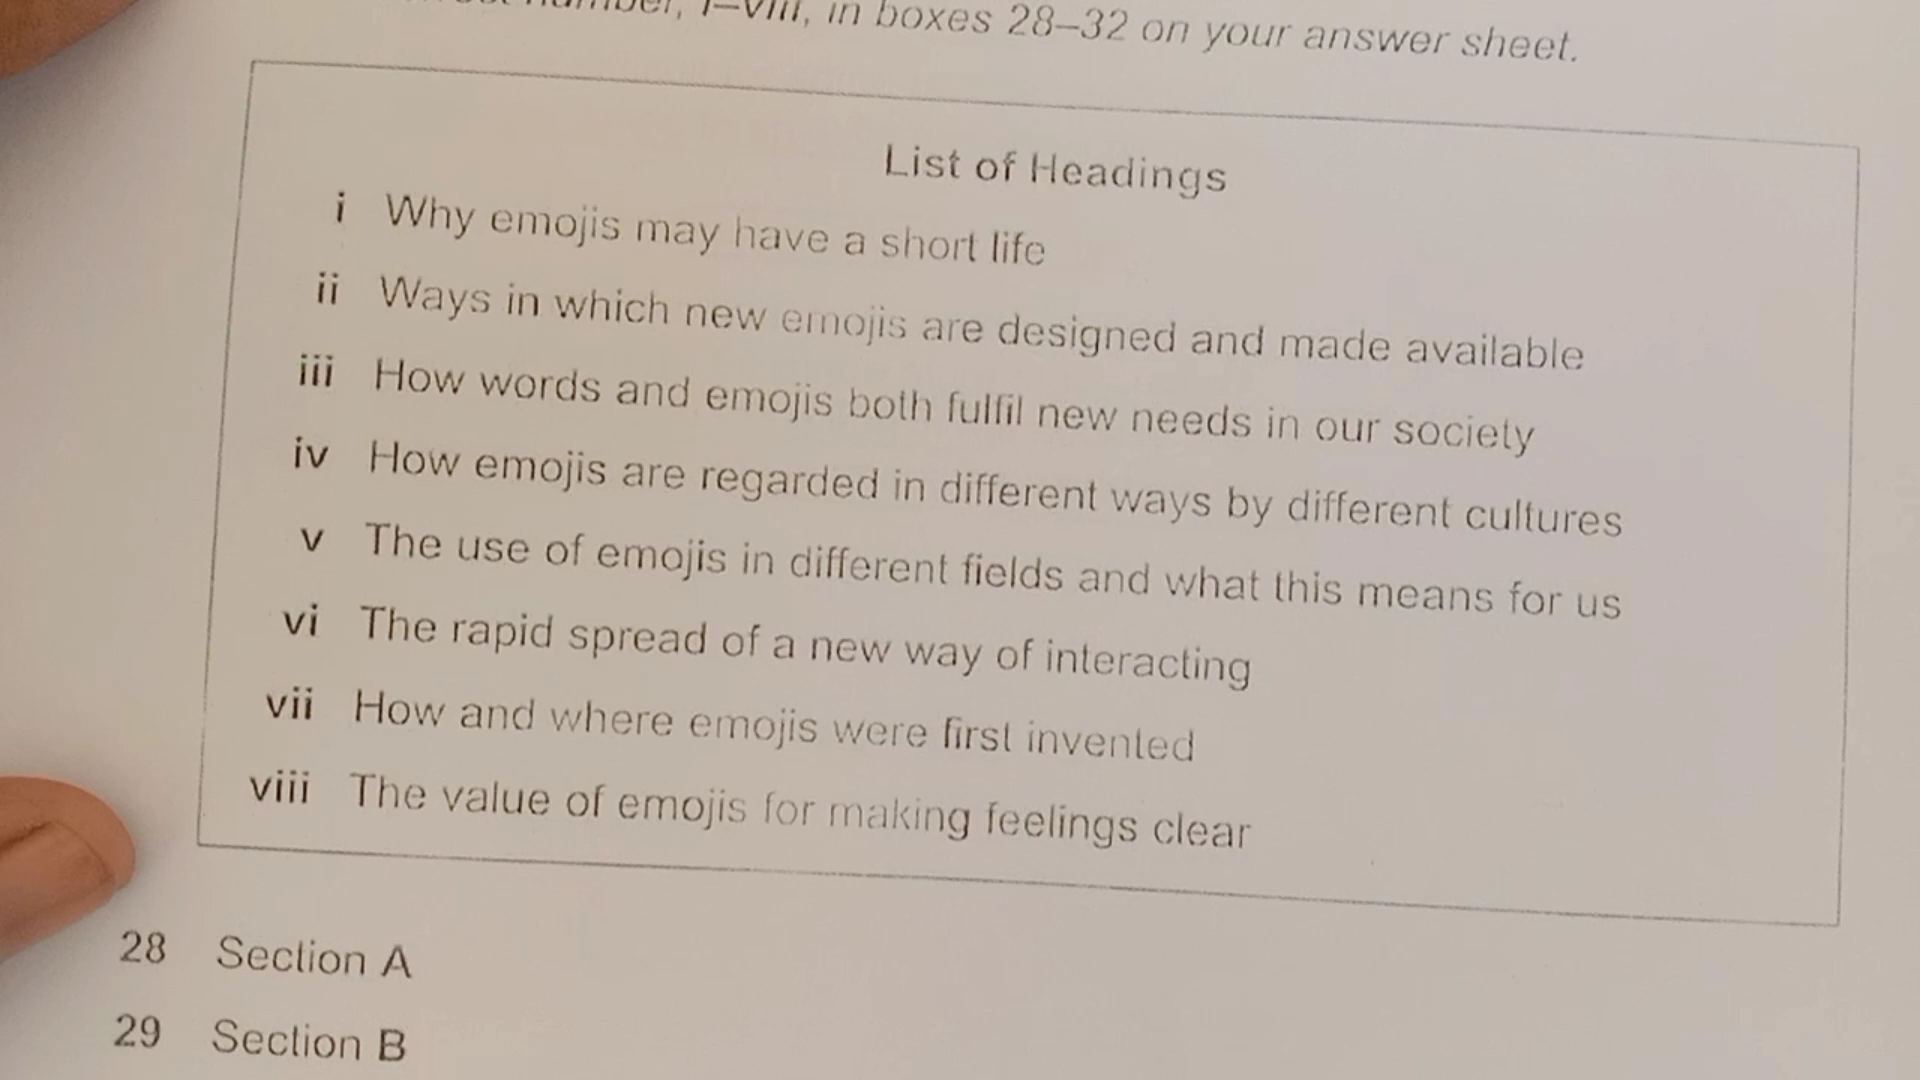 number, i–viii, in boxes 28–32 on your answer sheet.
List of Headings
i Why emojis may have a short life
ii Ways in which new emojis are designed and made available
iii How words and emojis both fulfil new needs in our society
iv How emojis are regarded in different ways by different cultures
v The use of emojis in different fields and what this means for us
vi The rapid spread of a new way of interacting
vii How and where emojis were first invented
viii The value of emojis for making feelings clear
28 Section A
29 Section B